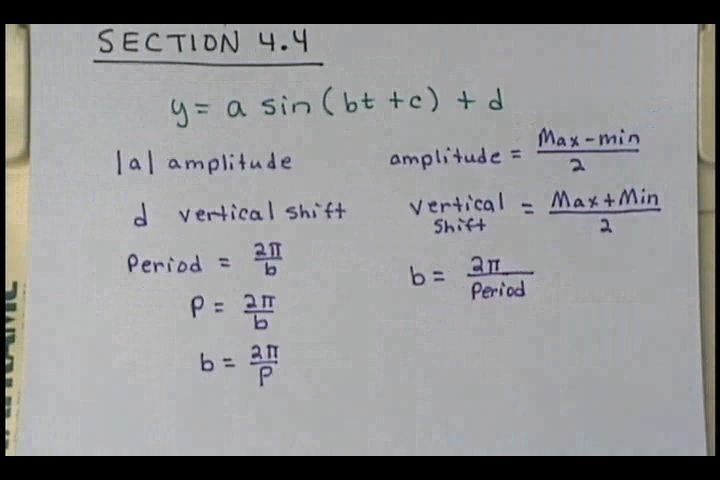 SECTION 4.4
y = a sin(bt + c) + d
|a| amplitude
d vertical shift
Period = 2π/b
P = 2π/b
b = 2π/P
amplitude = Max - min/2
vertical shift = Max + Min/2
b = 2π/Period